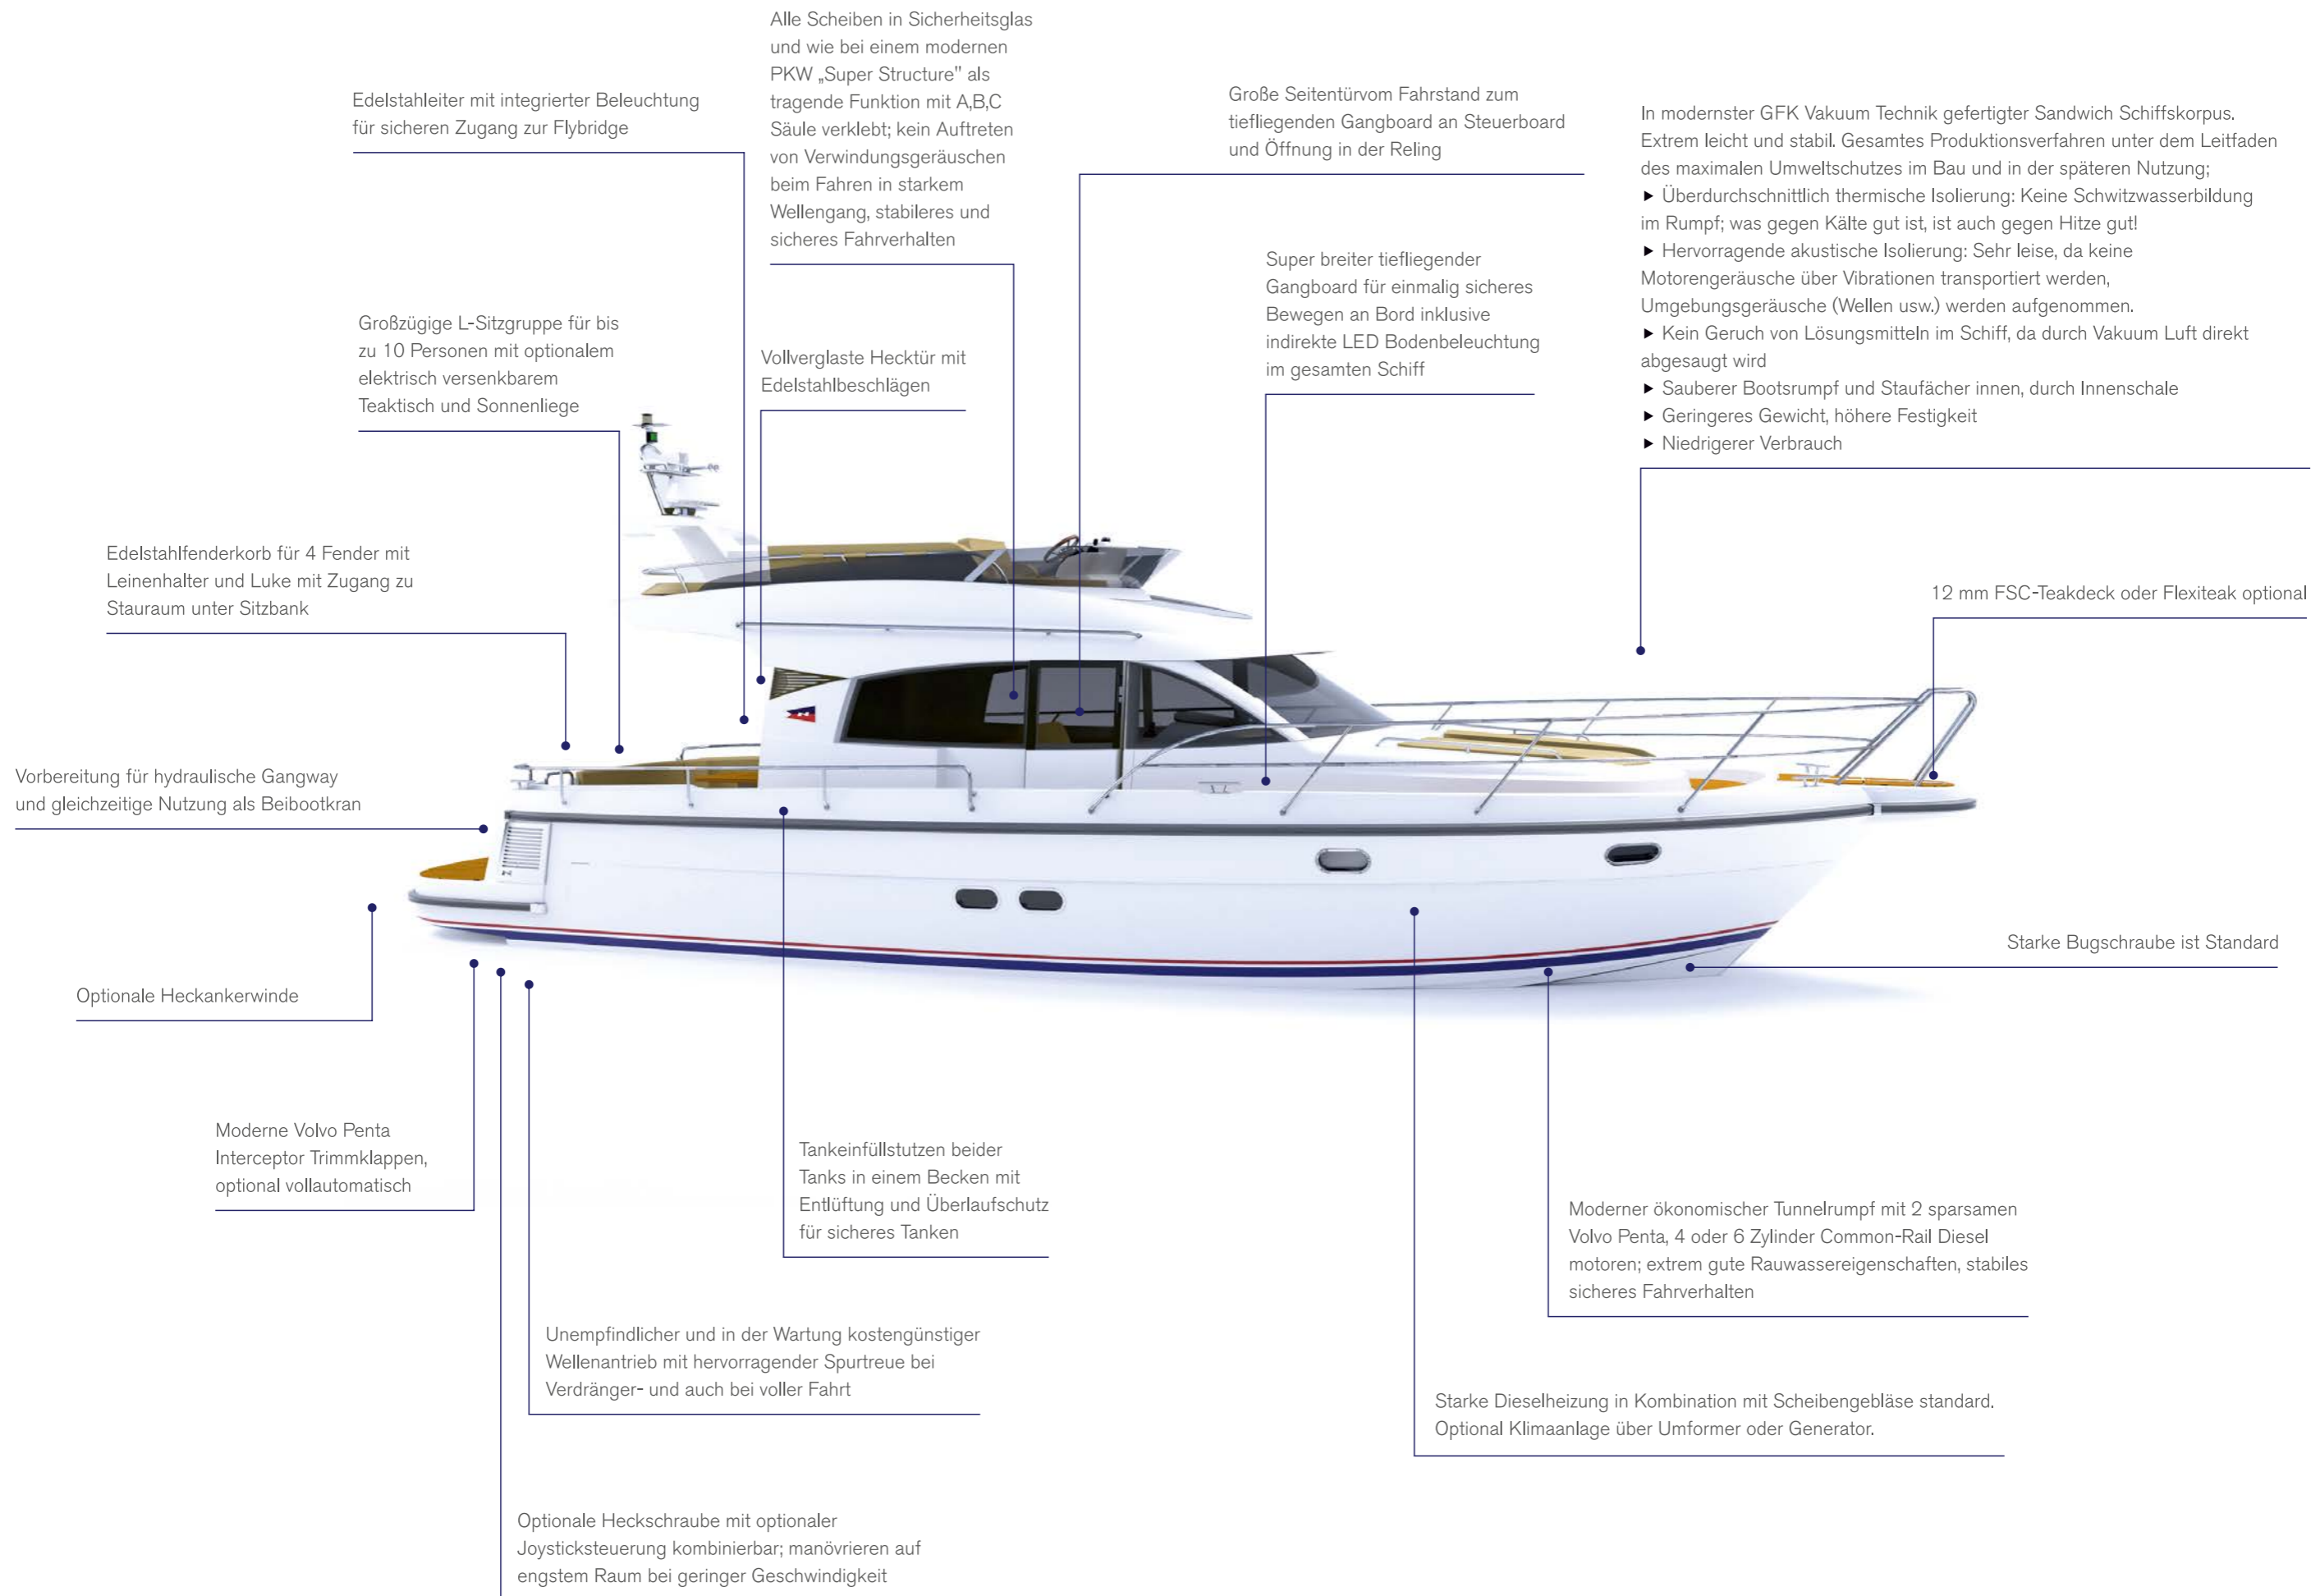 Alle Scheiben in Sicherheitsglas
und wie bei einem modernen
PKW „Super Structure" als
tragende Funktion mit A,B,C
Säule verklebt; kein Auftreten
von Verwindungsgeräuschen
beim Fahren in starkem
Wellengang, stabileres und
sicheres Fahrverhalten
Edelstahleiter mit integrierter Beleuchtung
für sicheren Zugang zur Flybridge
Große Seitentürvom Fahrstand zum
tiefliegenden Gangboard an Steuerboard
und Öffnung in der Reling
In modernster GFK Vakuum Technik gefertigter Sandwich Schiffskorpus.
Extrem leicht und stabil. Gesamtes Produktionsverfahren unter dem Leitfaden
des maximalen Umweltschutzes im Bau und in der späteren Nutzung;
▶ Überdurchschnittlich thermische Isolierung: Keine Schwitzwasserbildung
im Rumpf; was gegen Kälte gut ist, ist auch gegen Hitze gut!
▶ Hervorragende akustische Isolierung: Sehr leise, da keine
Motorengeräusche über Vibrationen transportiert werden,
Umgebungsgeräusche (Wellen usw.) werden aufgenommen.
▶ Kein Geruch von Lösungsmitteln im Schiff, da durch Vakuum Luft direkt
abgesaugt wird
▶ Sauberer Bootsrumpf und Staufächer innen, durch Innenschale
▶ Geringeres Gewicht, höhere Festigkeit
▶ Niedrigerer Verbrauch
Super breiter tiefliegender
Gangboard für einmalig sicheres
Bewegen an Bord inklusive
indirekte LED Bodenbeleuchtung
im gesamten Schiff
Großzügige L-Sitzgruppe für bis
zu 10 Personen mit optionalem
elektrisch versenkbarem
Teaktisch und Sonnenliege
Vollverglaste Hecktür mit
Edelstahlbeschlägen
Edelstahlfenderkorb für 4 Fender mit
Leinenhalter und Luke mit Zugang zu
Stauraum unter Sitzbank
12 mm FSC-Teakdeck oder Flexiteak optional
Vorbereitung für hydraulische Gangway
und gleichzeitige Nutzung als Beibootkran
Starke Bugschraube ist Standard
Optionale Heckankerwinde
Moderne Volvo Penta
Interceptor Trimmklappen,
optional vollautomatisch
Tankeinfüllstutzen beider
Tanks in einem Becken mit
Entlüftung und Überlaufschutz
für sicheres Tanken
Moderner ökonomischer Tunnelrumpf mit 2 sparsamen
Volvo Penta, 4 oder 6 Zylinder Common-Rail Diesel
motoren; extrem gute Rauwassereigenschaften, stabiles
sicheres Fahrverhalten
Unempfindlicher und in der Wartung kostengünstiger
Wellenantrieb mit hervorragender Spurtreue bei
Verdränger- und auch bei voller Fahrt
Starke Dieselheizung in Kombination mit Scheibengebläse standard.
Optional Klimaanlage über Umformer oder Generator.
Optionale Heckschraube mit optionaler
Joysticksteuerung kombinierbar; manövrieren auf
engstem Raum bei geringer Geschwindigkeit